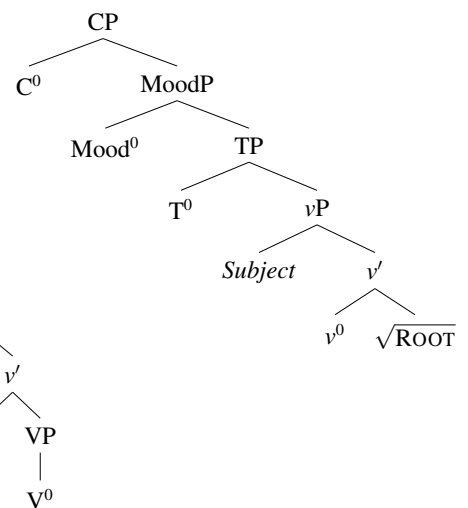 CP
C⁰ MoodP
Mood⁰ TP
T⁰ vP
Subject v′
v⁰ √ROOT
v′
VP
V⁰